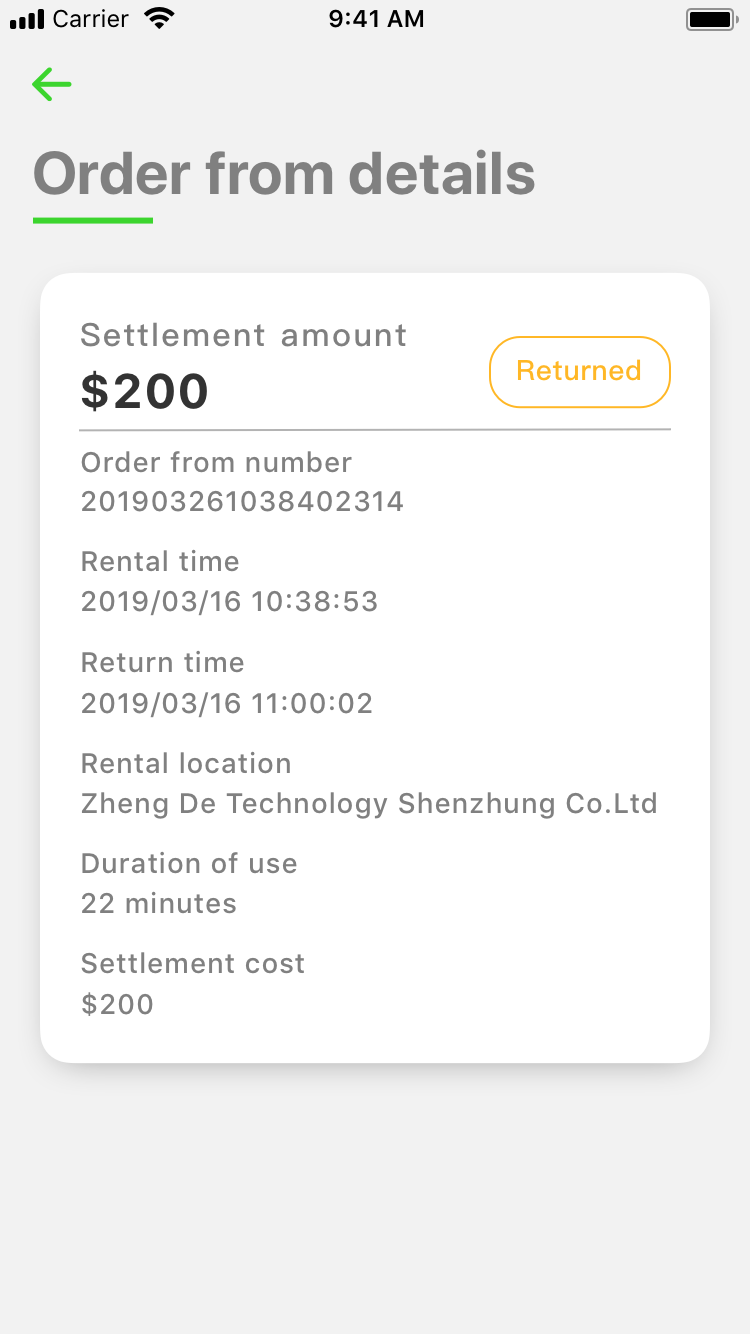 Carrier 9:41 AM
Order from details
Settlement amount
$200
Returned
Order from number
201903261038402314
Rental time
2019/03/16 10:38:53
Return time
2019/03/16 11:00:02
Rental location
Zheng De Technology Shenzhung Co.Ltd
Duration of use
22 minutes
Settlement cost
$200